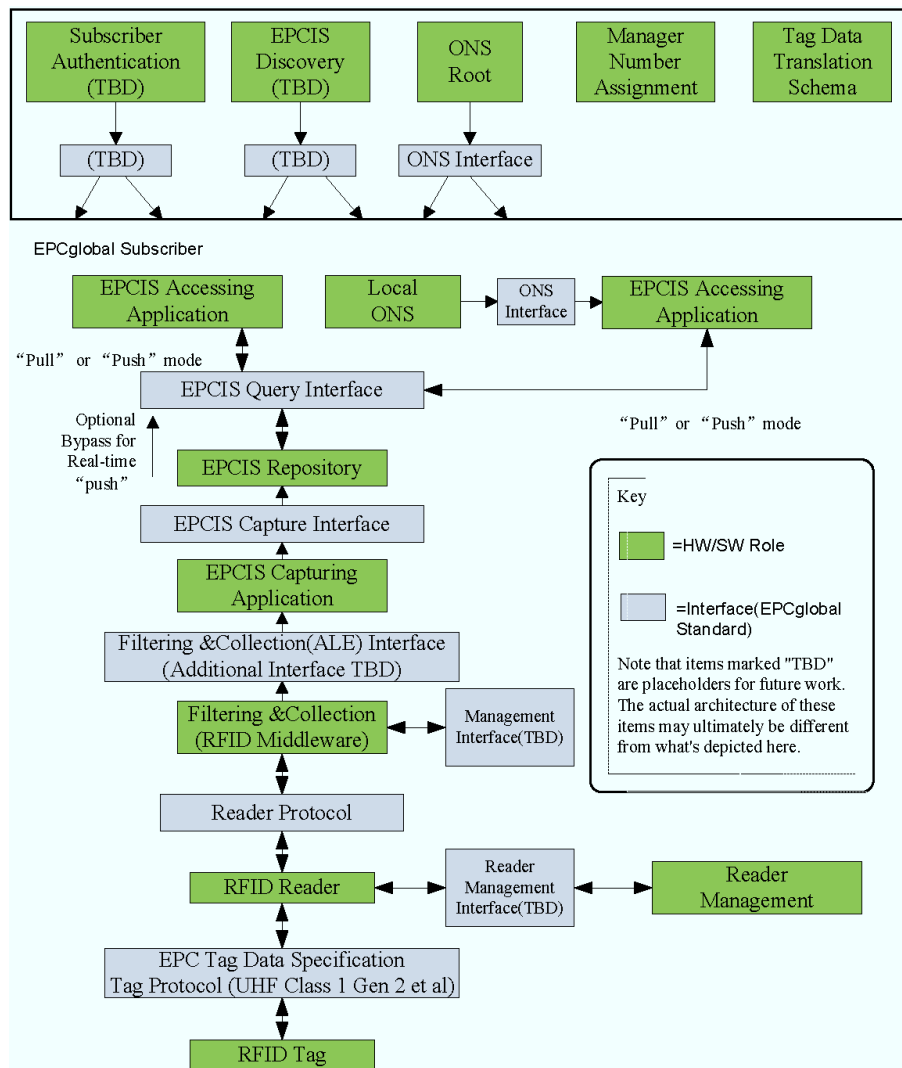 Subscriber
Authentication
(TBD)
EPCIS
Discovery
(TBD)
ONS
Root
Manager
Number
Assignment
Tag Data
Translation
Schema
(TBD)
(TBD)
ONS Interface
EPCglobal Subscriber
EPCIS Accessing
Application
Local
ONS
ONS
Interface
EPCIS Accessing
Application
“Pull” or “Push” mode
EPCIS Query Interface
“Pull” or “Push” mode
Optional
Bypass for
Real-time
“push”
EPCIS Repository
EPCIS Capture Interface
EPCIS Capturing
Application
Filtering &Collection(ALE) Interface
(Additional Interface TBD)
Filtering &Collection
(RFID Middleware)
Management
Interface(TBD)
Reader Protocol
RFID Reader
Reader
Management
Interface(TBD)
Reader
Management
EPC Tag Data Specification
Tag Protocol (UHF Class 1 Gen 2 et al)
RFID Tag
Key
=HW/SW Role
=Interface(EPCglobal
Standard)
Note that items marked "TBD"
are placeholders for future work.
The actual architecture of these
items may ultimately be different
from what's depicted here.